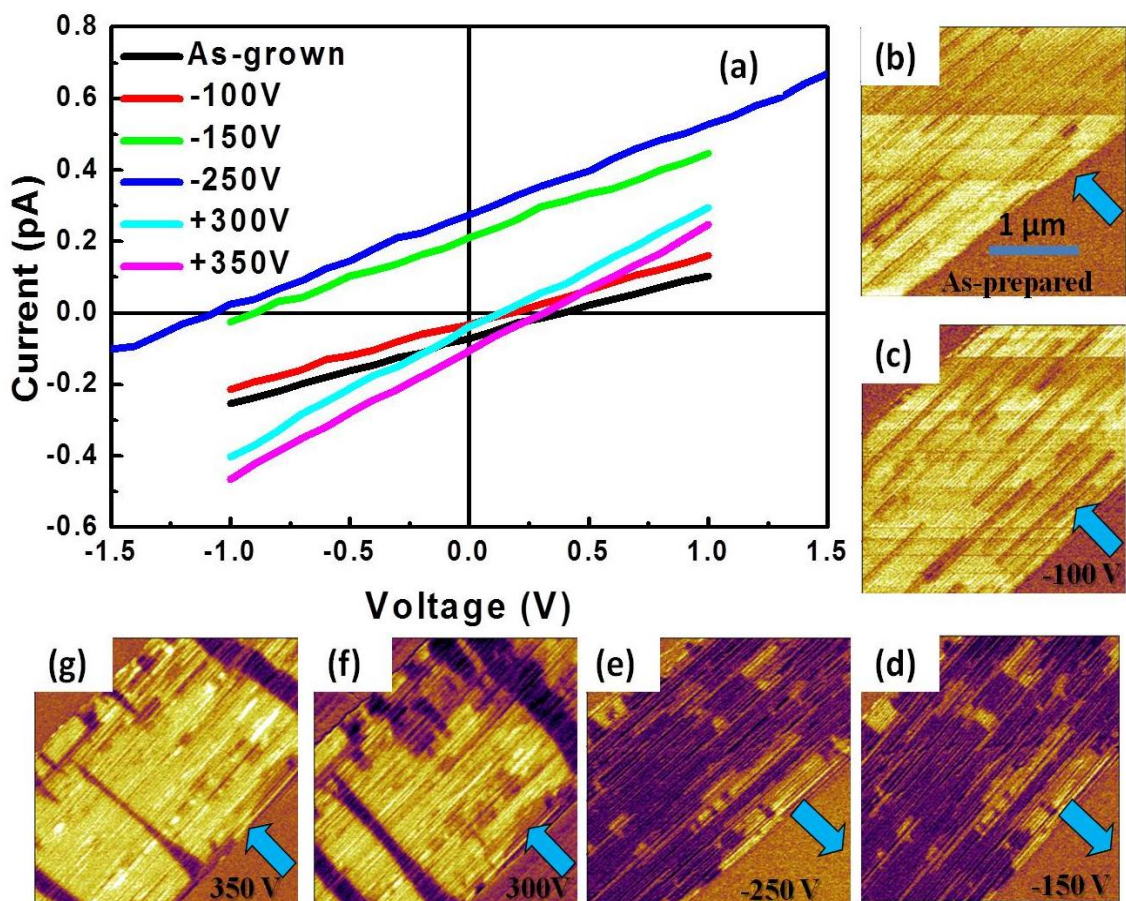 (a)
As-grown
-100V
-150V
-250V
+300V
+350V
0.8
0.6
0.4
0.2
0.0
-0.2
-0.4
-0.6
Current (pA)
-1.5 -1.0 -0.5 0.0 0.5 1.0 1.5
Voltage (V)
(b)
1 µm
As-prepared
(c)
-100 V
(g)
350 V
(f)
300V
(e)
-250 V
(d)
-150 V